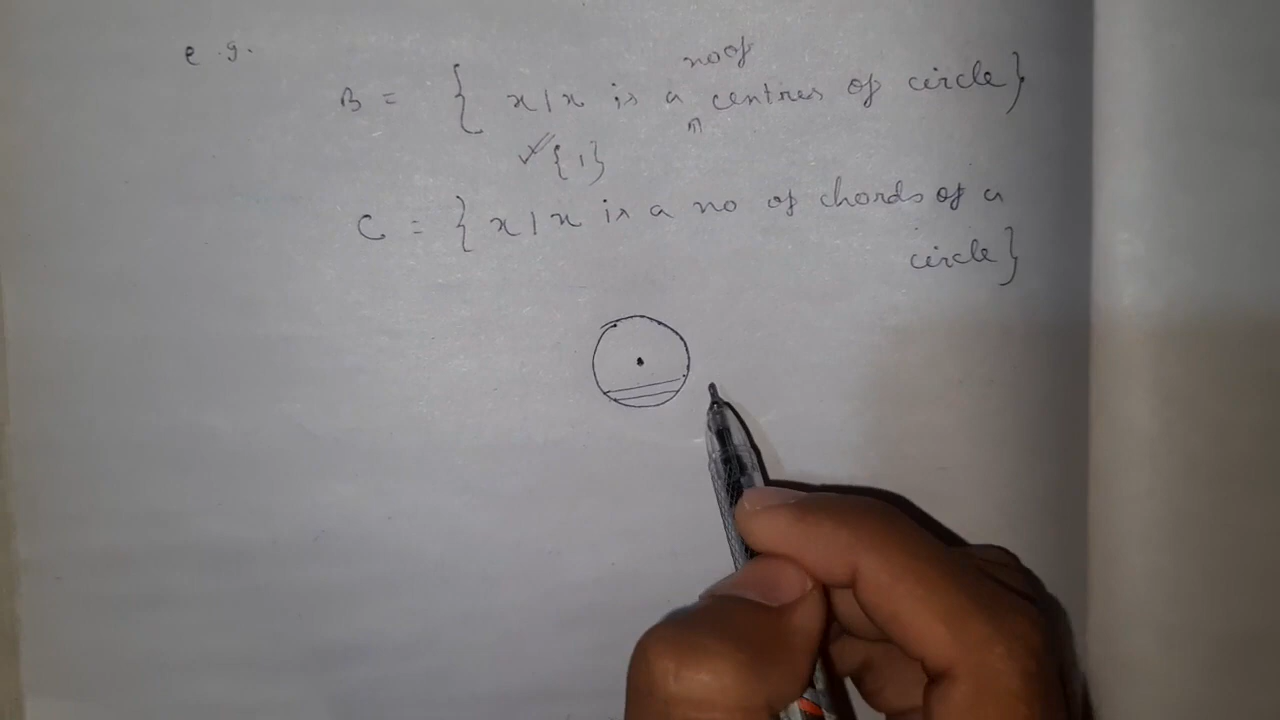 e.g.
no of
B = { x | x is a centres of circle}
✓ { 1 }
C = { x | x is a no of chords of a
circle }